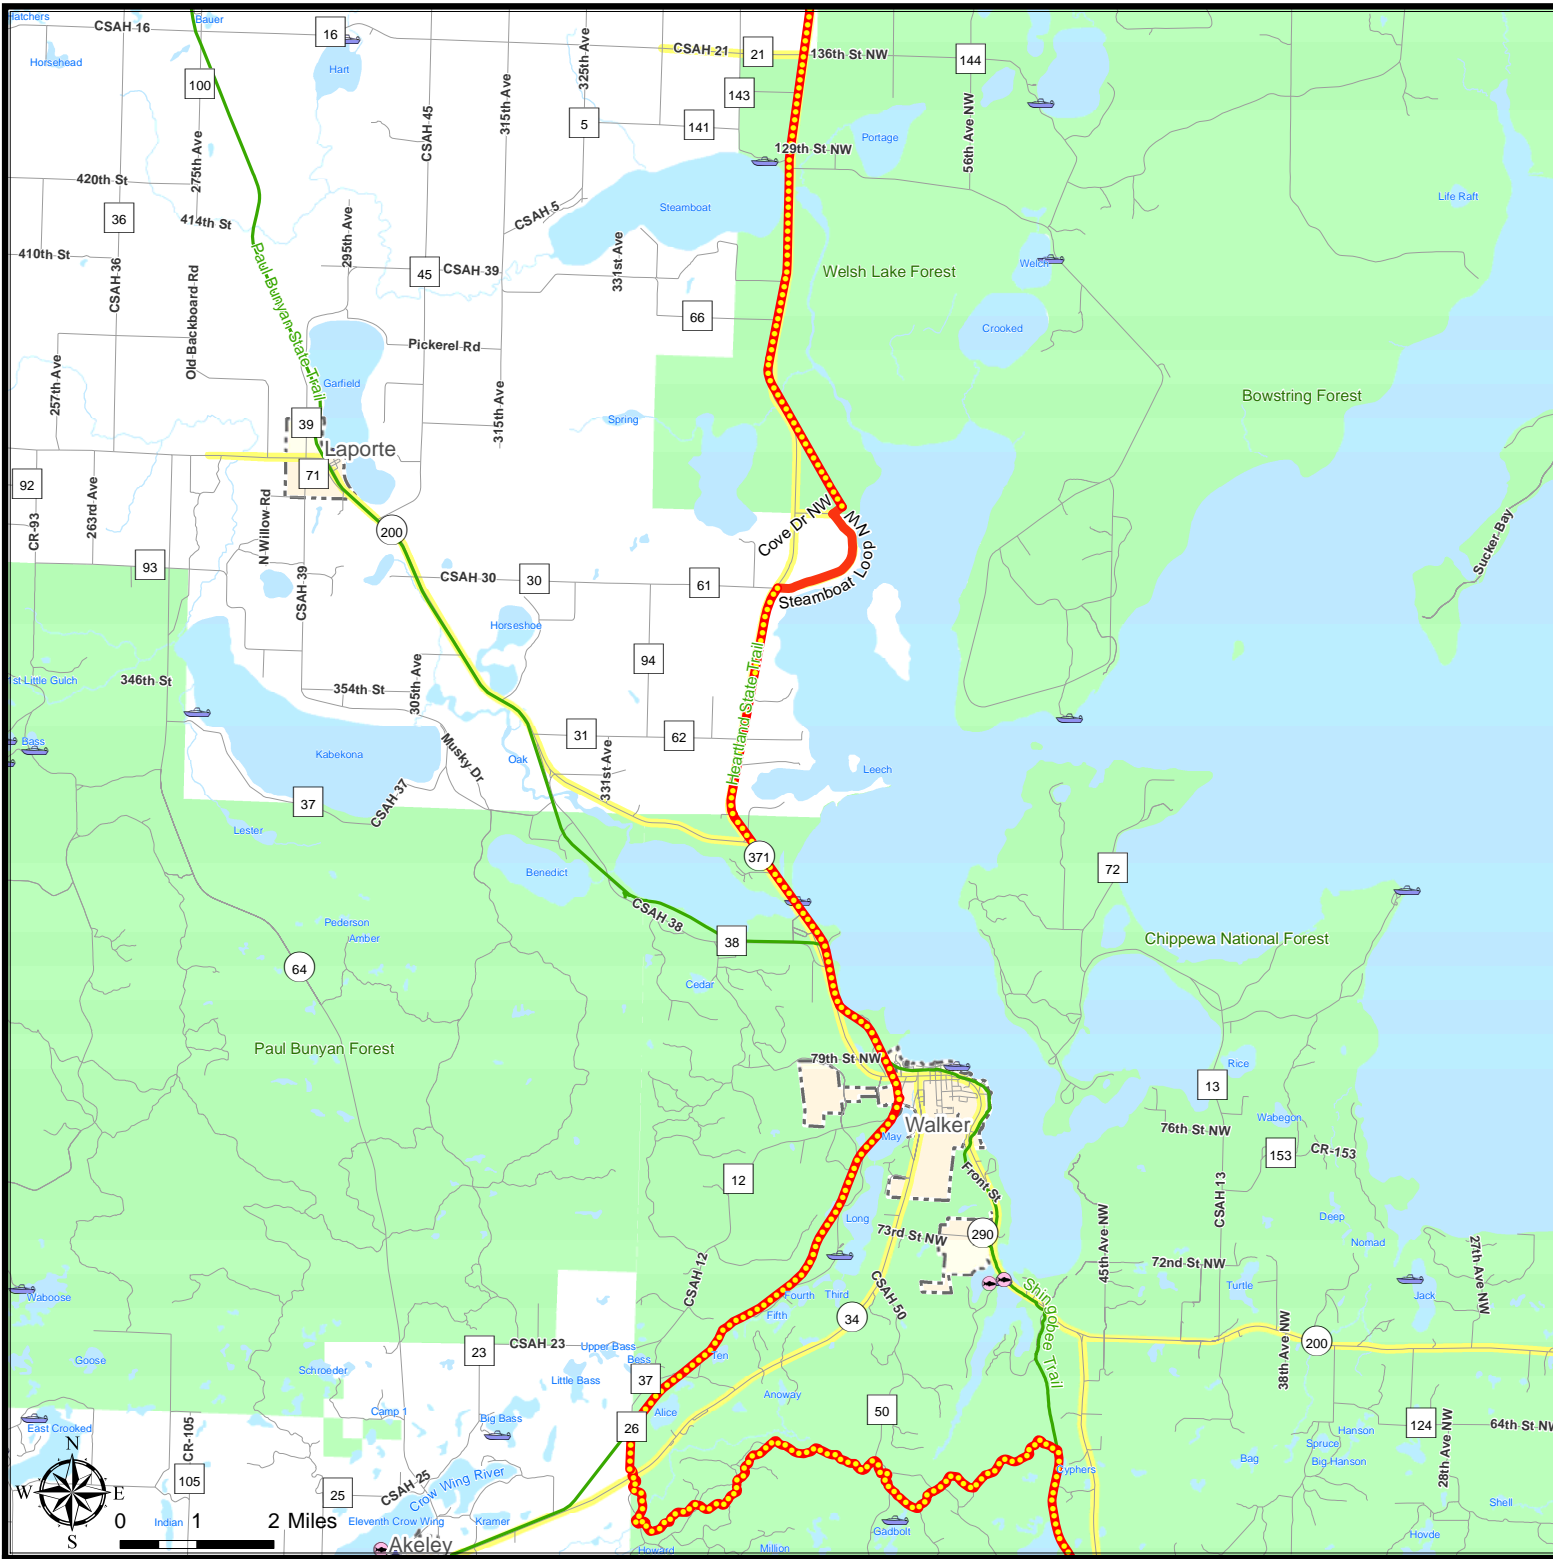 Hatchers
CSAH 16
Bauer
16
Hart
Horsehead
100
325th Ave
CSAH 21
21
136th St NW
144
143
315th Ave
5
141
CSAH 45
275th Ave
129th St NW
Portage
56th Ave NW
420th St
36
414th St
295th Ave
CSAH 5
Steamboat
Life Raft
410th St
CSAH 36
Paul Bunyan State Trail
45
CSAH 39
331st Ave
Welsh Lake Forest
Welch
Old Backboard Rd
66
Crooked
Pickerel Rd
257th Ave
Garfield
315th Ave
Spring
Bowstring Forest
39
Laporte
71
92
263rd Ave
N Willow Rd
200
Cove Dr NW
Steamboat Loop NW
Sucker Bay
CR-93
93
CSAH 39
CSAH 30
30
61
Horseshoe
94
Heartland State Trail
1st Little Gulch
346th St
354th St
305th Ave
31
62
Bass
Kabekona
Musky Dr
Oak
331st Ave
Leech
37
CSAH 37
Lester
371
72
Benedict
Pederson
Amber
CSAH 38
38
Chippewa National Forest
64
Cedar
Paul Bunyan Forest
79th St NW
Rice
13
Walker
May
Wabegon
76th St NW
153
CR-153
12
Front St
CSAH 13
Long
73rd St NW
290
45th Ave NW
Deep
Nomad
27th Ave NW
72nd St NW
CSAH 12
CSAH 50
Shingobee Trail
Turtle
Jack
Waboose
Fourth
Third
Fifth
34
200
38th Ave NW
CSAH 23
23
Upper Bass
Bess
Ten
Goose
Schroeder
37
Little Bass
Anoway
Camp 1
Big Bass
Alice
50
26
124
64th St NW
Hanson
East Crooked
CR-105
Spruce
Big Hanson
Bag
28th Ave NW
N
W
E
S
105
25
CSAH 25
Crow Wing River
Cyphers
Shell
0 1 2 Miles
Indian
Eleventh Crow Wing
Kramer
Gadbolt
Hovde
Akeley
Howard
Million